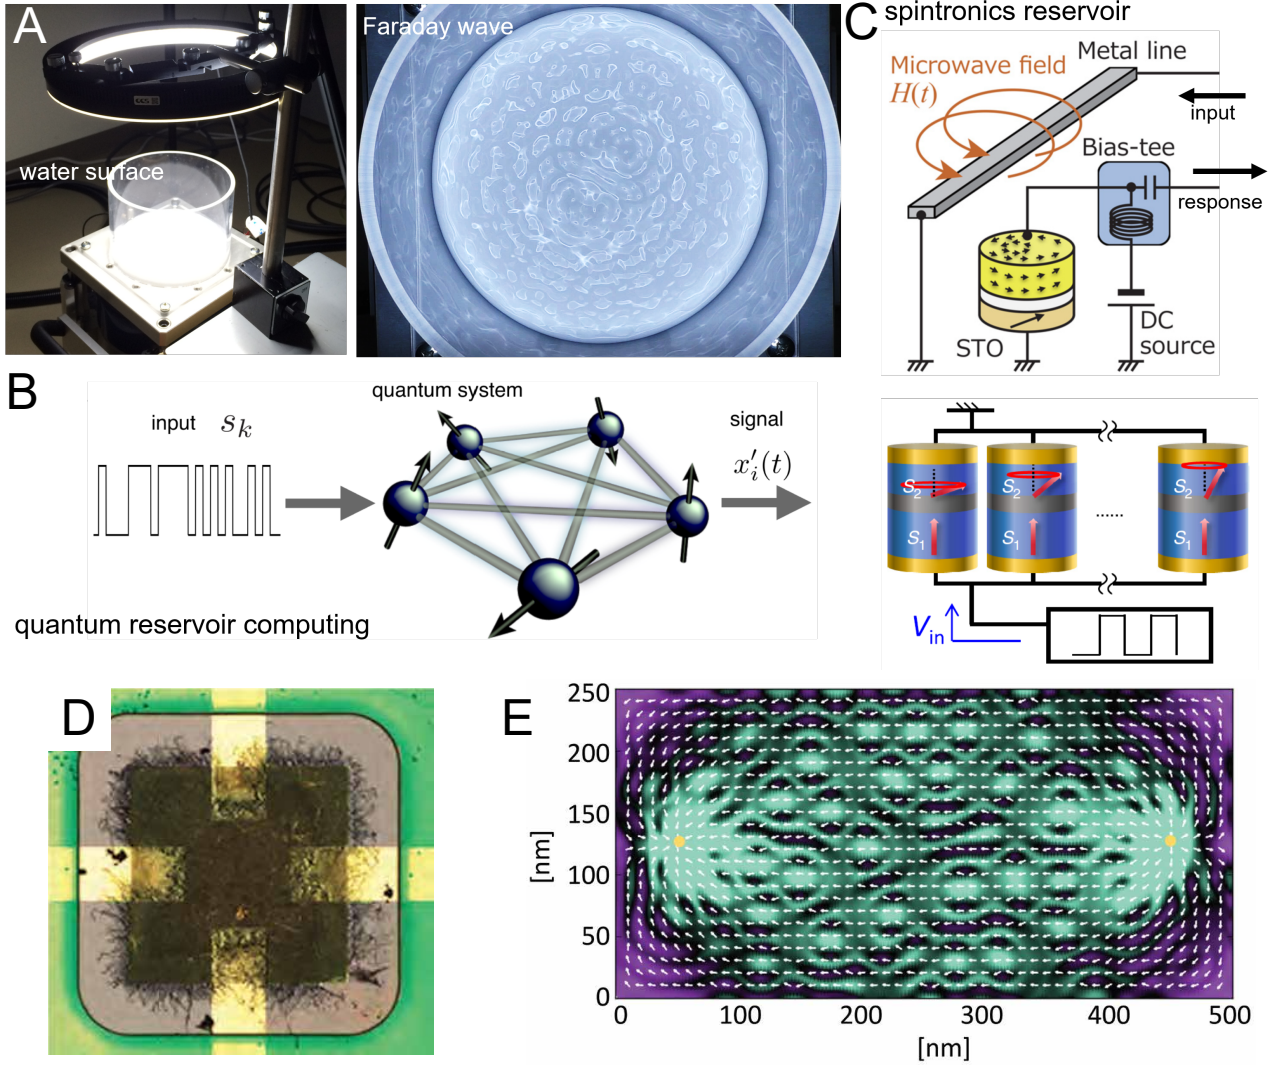 A
water surface
Faraday wave
C
spintronics reservoir
Metal line
Microwave field
H(t)
input
Bias-tee
response
STO
DC
source
B
input s_k
quantum system
signal
x'_i(t)
quantum reservoir computing
S2
S2
S2
S1
S1
......
S1
V_in
D
E
250
200
150
100
50
0
[nm]
0
100
200
300
400
500
[nm]